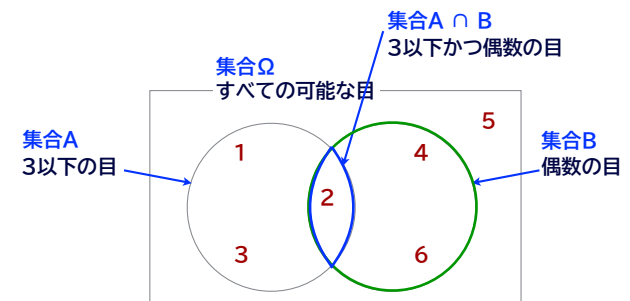 集合A ∩ B
3以下かつ偶数の目
集合Ω
すべての可能な目
5
集合A
3以下の目
集合B
偶数の目
1
4
2
3
6